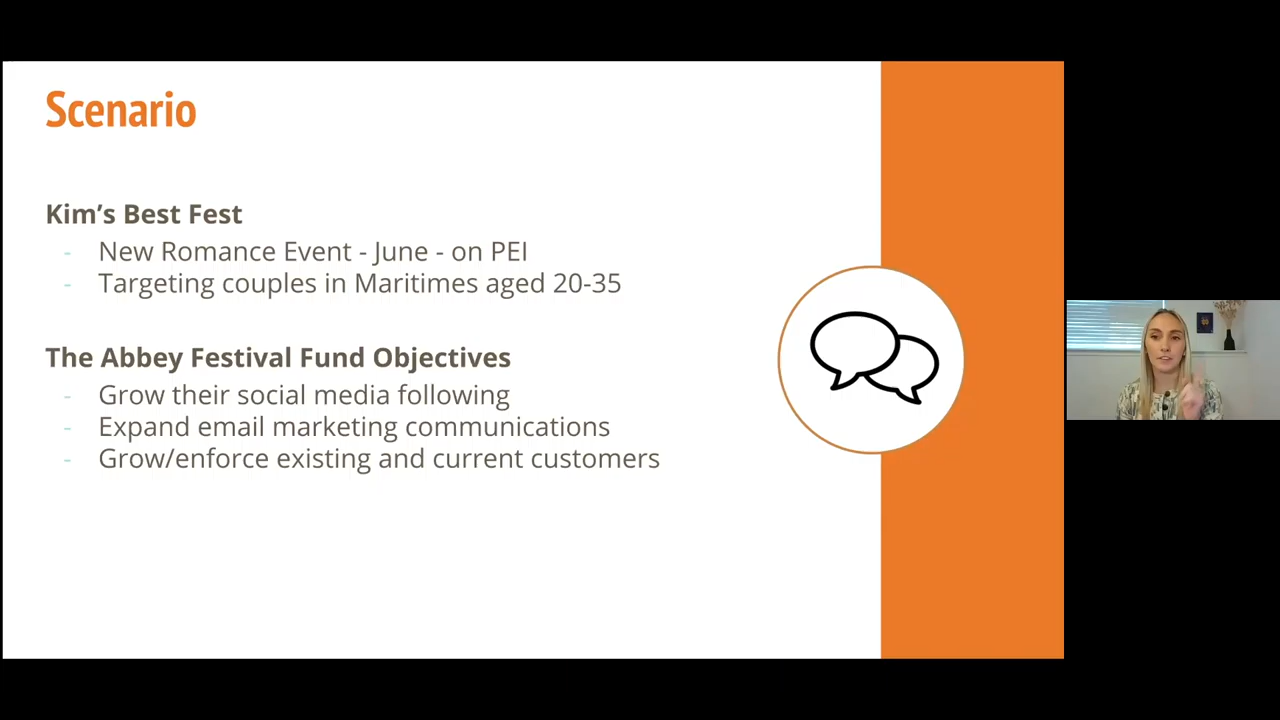 Scenario
Kim's Best Fest
- New Romance Event - June - on PEI
- Targeting couples in Maritimes aged 20-35
The Abbey Festival Fund Objectives
- Grow their social media following
- Expand email marketing communications
- Grow/enforce existing and current customers